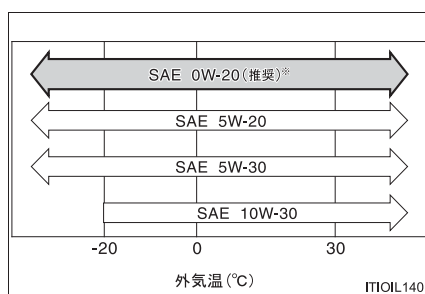 SAE 0W-20(推奨)※
SAE 5W-20
SAE 5W-30
SAE 10W-30
-20 0 30
外気温(℃)
ITIOIL140